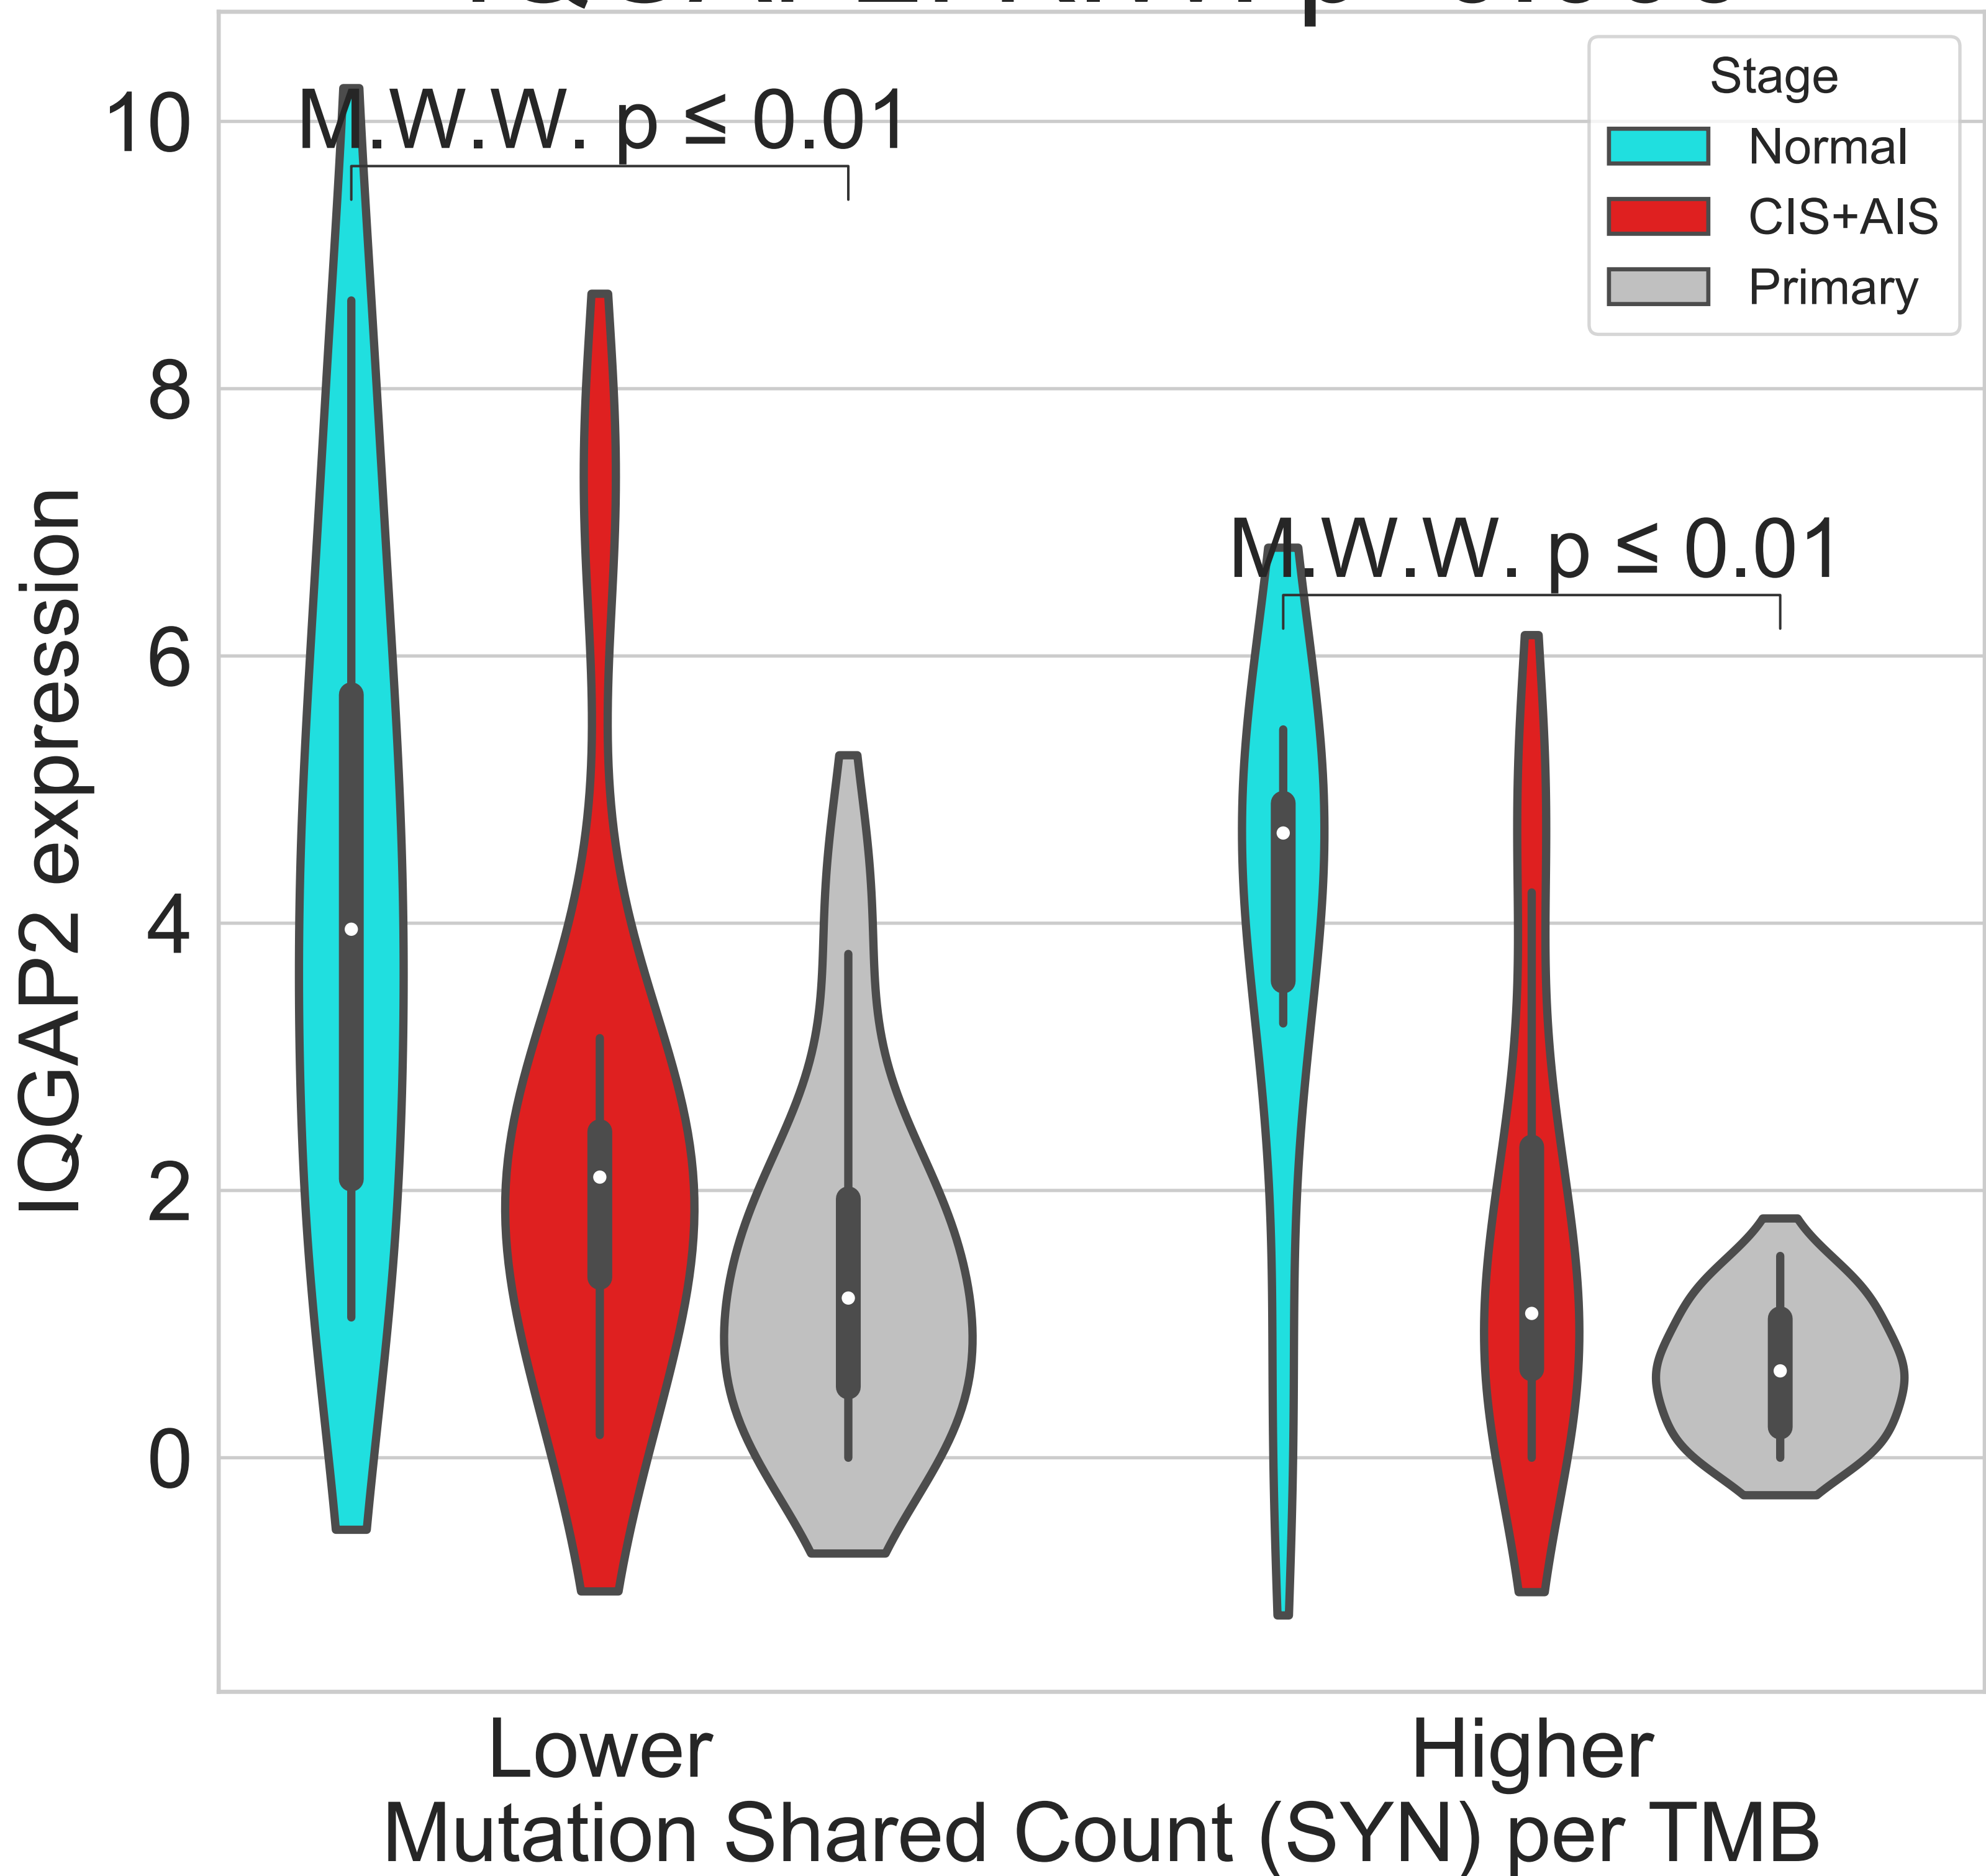 10
M.W.W. p ≤ 0.01
8
6
4
2
0
IQGAP2 expression
Stage
Normal
CIS+AIS
Primary
M.W.W. p ≤ 0.01
Lower
Higher
Mutation Shared Count (SYN) per TMB